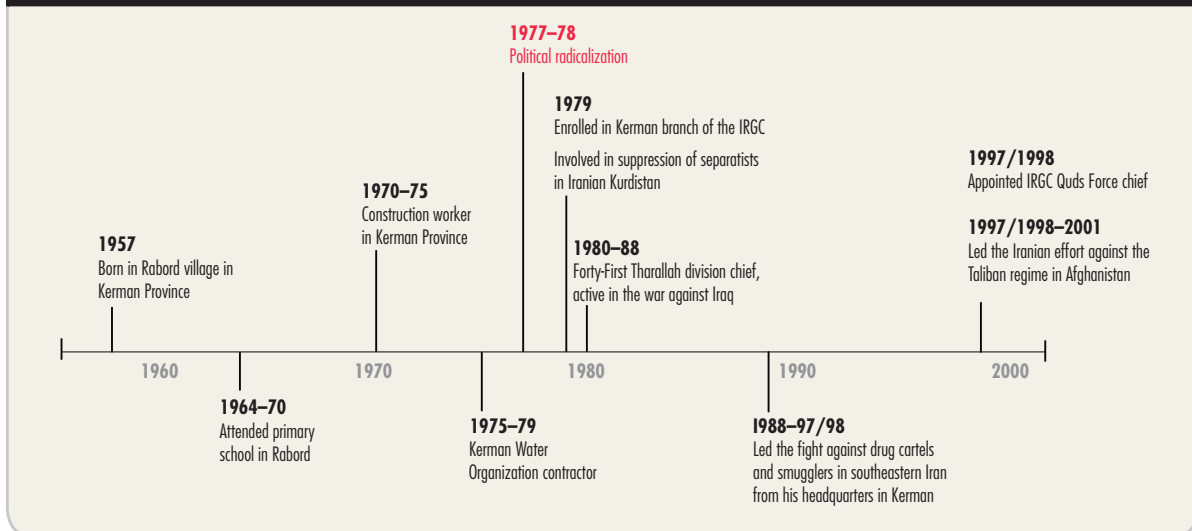 1977–78
Political radicalization
1979
Enrolled in Kerman branch of the IRGC
Involved in suppression of separatists
in Iranian Kurdistan
1997/1998
Appointed IRGC Quds Force chief
1970–75
Construction worker
in Kerman Province
1997/1998–2001
Led the Iranian effort against the
Taliban regime in Afghanistan
1957
Born in Rabord village in
Kerman Province
1980–88
Forty-First Tharallah division chief,
active in the war against Iraq
1960
1970
1980
1990
2000
1964–70
Attended primary
school in Rabord
1975–79
Kerman Water
Organization contractor
I988–97/98
Led the fight against drug cartels
and smugglers in southeastern Iran
from his headquarters in Kerman